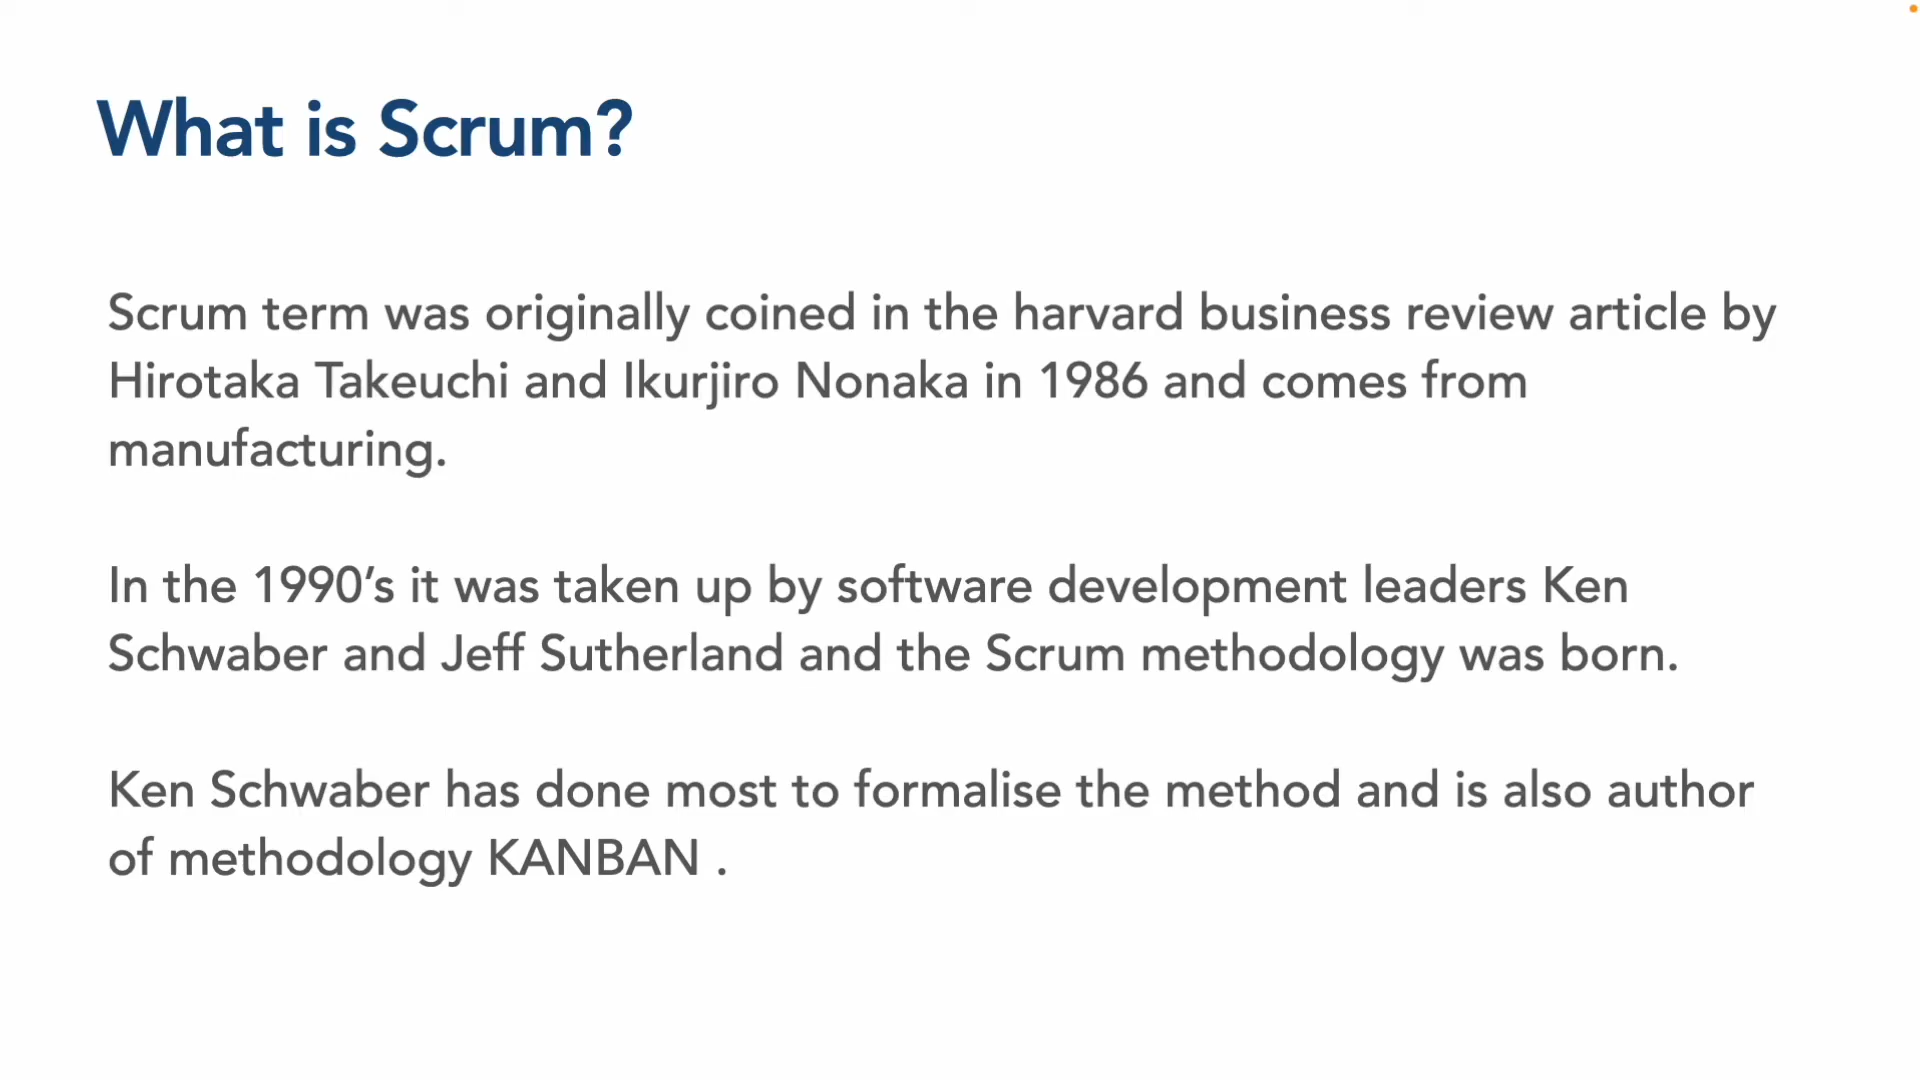 What is Scrum?
Scrum term was originally coined in the harvard business review article by
Hirotaka Takeuchi and Ikurjiro Nonaka in 1986 and comes from
manufacturing.
In the 1990’s it was taken up by software development leaders Ken
Schwaber and Jeff Sutherland and the Scrum methodology was born.
Ken Schwaber has done most to formalise the method and is also author
of methodology KANBAN .